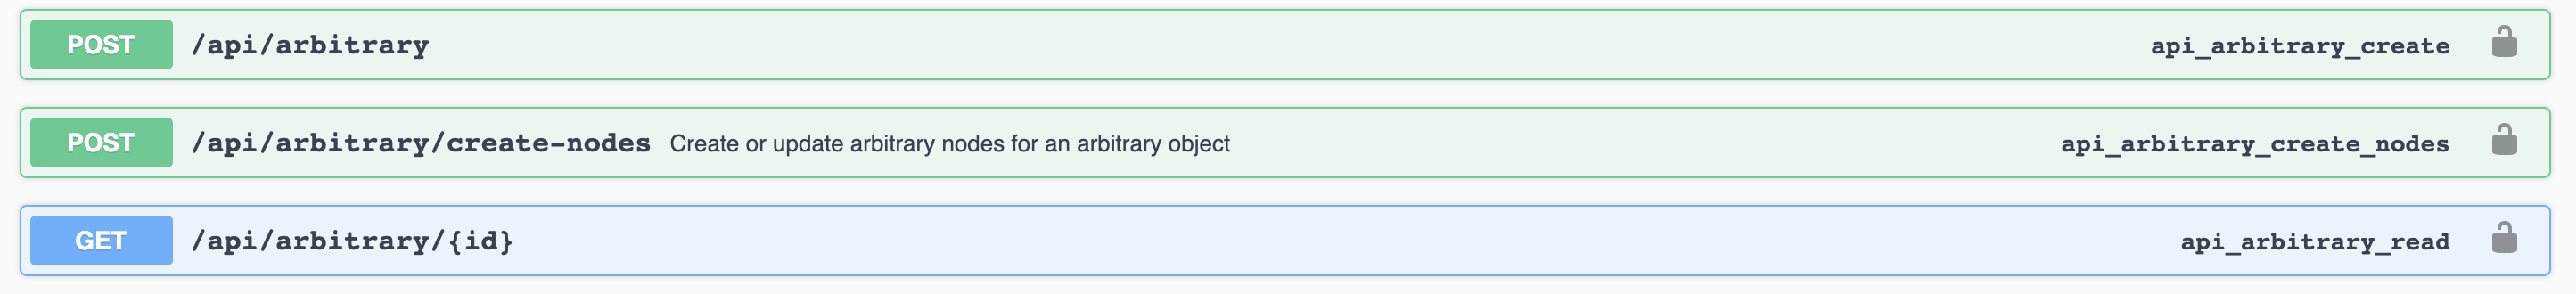 POST /api/arbitrary api_arbitrary_create
POST /api/arbitrary/create-nodes Create or update arbitrary nodes for an arbitrary object api_arbitrary_create_nodes
GET /api/arbitrary/{id} api_arbitrary_read